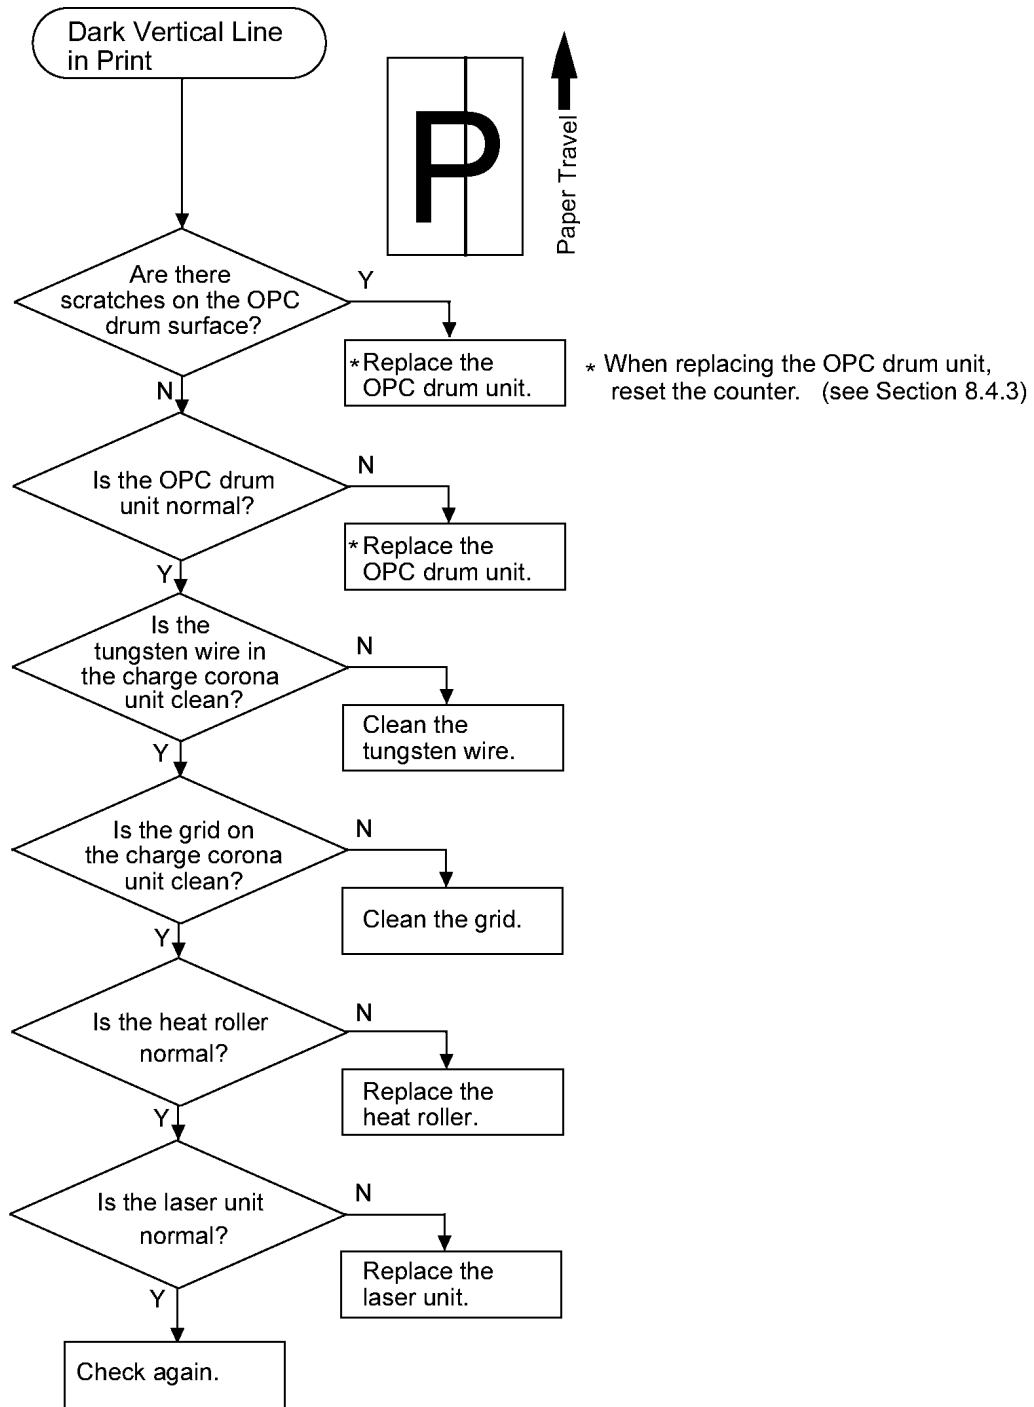 Dark Vertical Line
in Print
P
Paper Travel
Are there
scratches on the OPC
drum surface?
Y
*Replace the
OPC drum unit.
* When replacing the OPC drum unit,
reset the counter. (see Section 8.4.3)
N
Is the OPC drum
unit normal?
N
*Replace the
OPC drum unit.
Y
Is the
tungsten wire in
the charge corona
unit clean?
N
Clean the
tungsten wire.
Y
Is the grid on
the charge corona
unit clean?
N
Clean the grid.
Y
Is the heat roller
normal?
N
Replace the
heat roller.
Y
Is the laser unit
normal?
N
Replace the
laser unit.
Y
Check again.